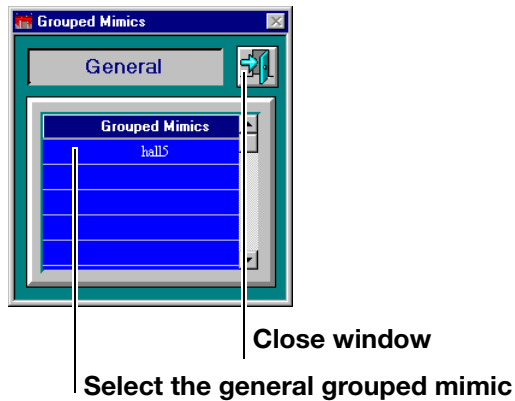 Grouped Mimics
General
Grouped Mimics
hall5
Close window
Select the general grouped mimic